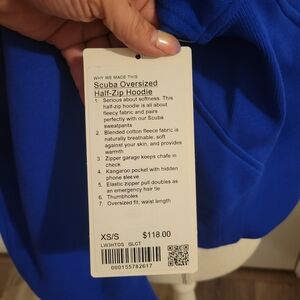 WHY WE MADE THIS
Scuba Oversized
Half-Zip Hoodie
1. Serious about softness. This
half-zip hoodie is all about
fleecy fabric and pairs
perfectly with our Scuba
sweatpants
2. Blended cotton fleece fabric is
naturally breathable, soft
against your skin, and provides
warmth
3. Zipper garage keeps chafe in
check
4. Kangaroo pocket with hidden
phone sleeve
5. Elastic zipper pull doubles as
an emergency hair tie
6. Thumbholes
7. Oversized fit, waist length
XS/S $118.00
LW3HTOS GLCT
000155782617